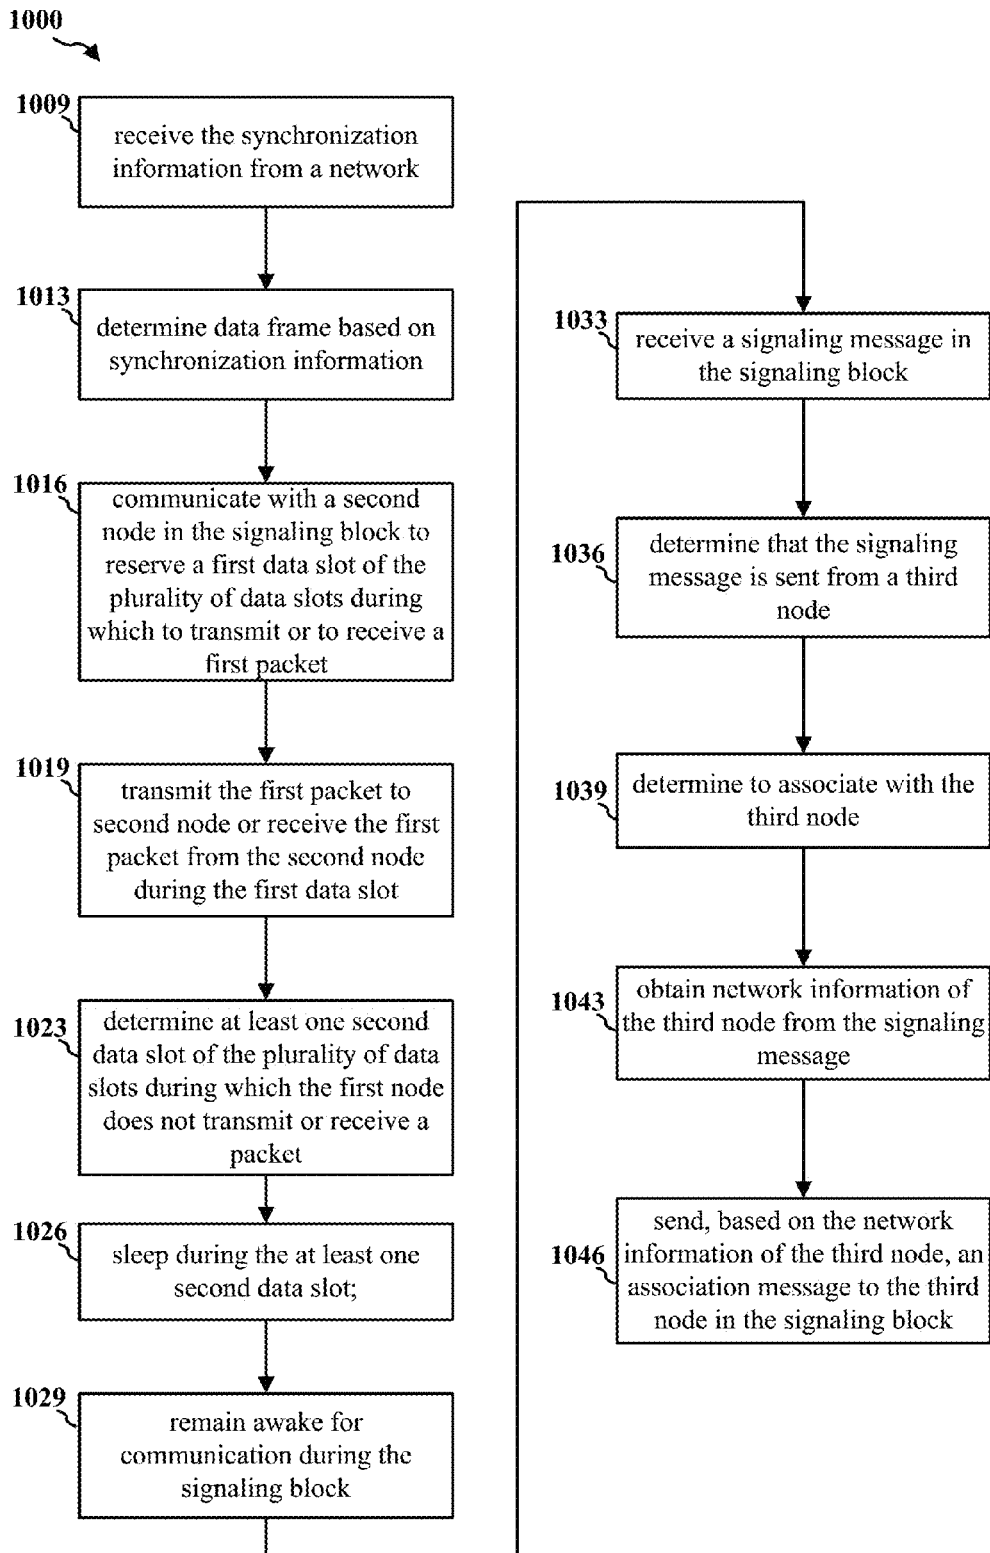 1000
1009
receive the synchronization
information from a network
1013
determine data frame based on
synchronization information
1016
communicate with a second
node in the signaling block to
reserve a first data slot of the
plurality of data slots during
which to transmit or to receive a
first packet
1019
transmit the first packet to
second node or receive the first
packet from the second node
during the first data slot
1023
determine at least one second
data slot of the plurality of data
slots during which the first node
does not transmit or receive a
packet
1026
sleep during the at least one
second data slot;
1029
remain awake for
communication during the
signaling block
1033
receive a signaling message in
the signaling block
1036
determine that the signaling
message is sent from a third
node
1039
determine to associate with the
third node
1043
obtain network information of
the third node from the signaling
message
1046
send, based on the network
information of the third node, an
association message to the third
node in the signaling block